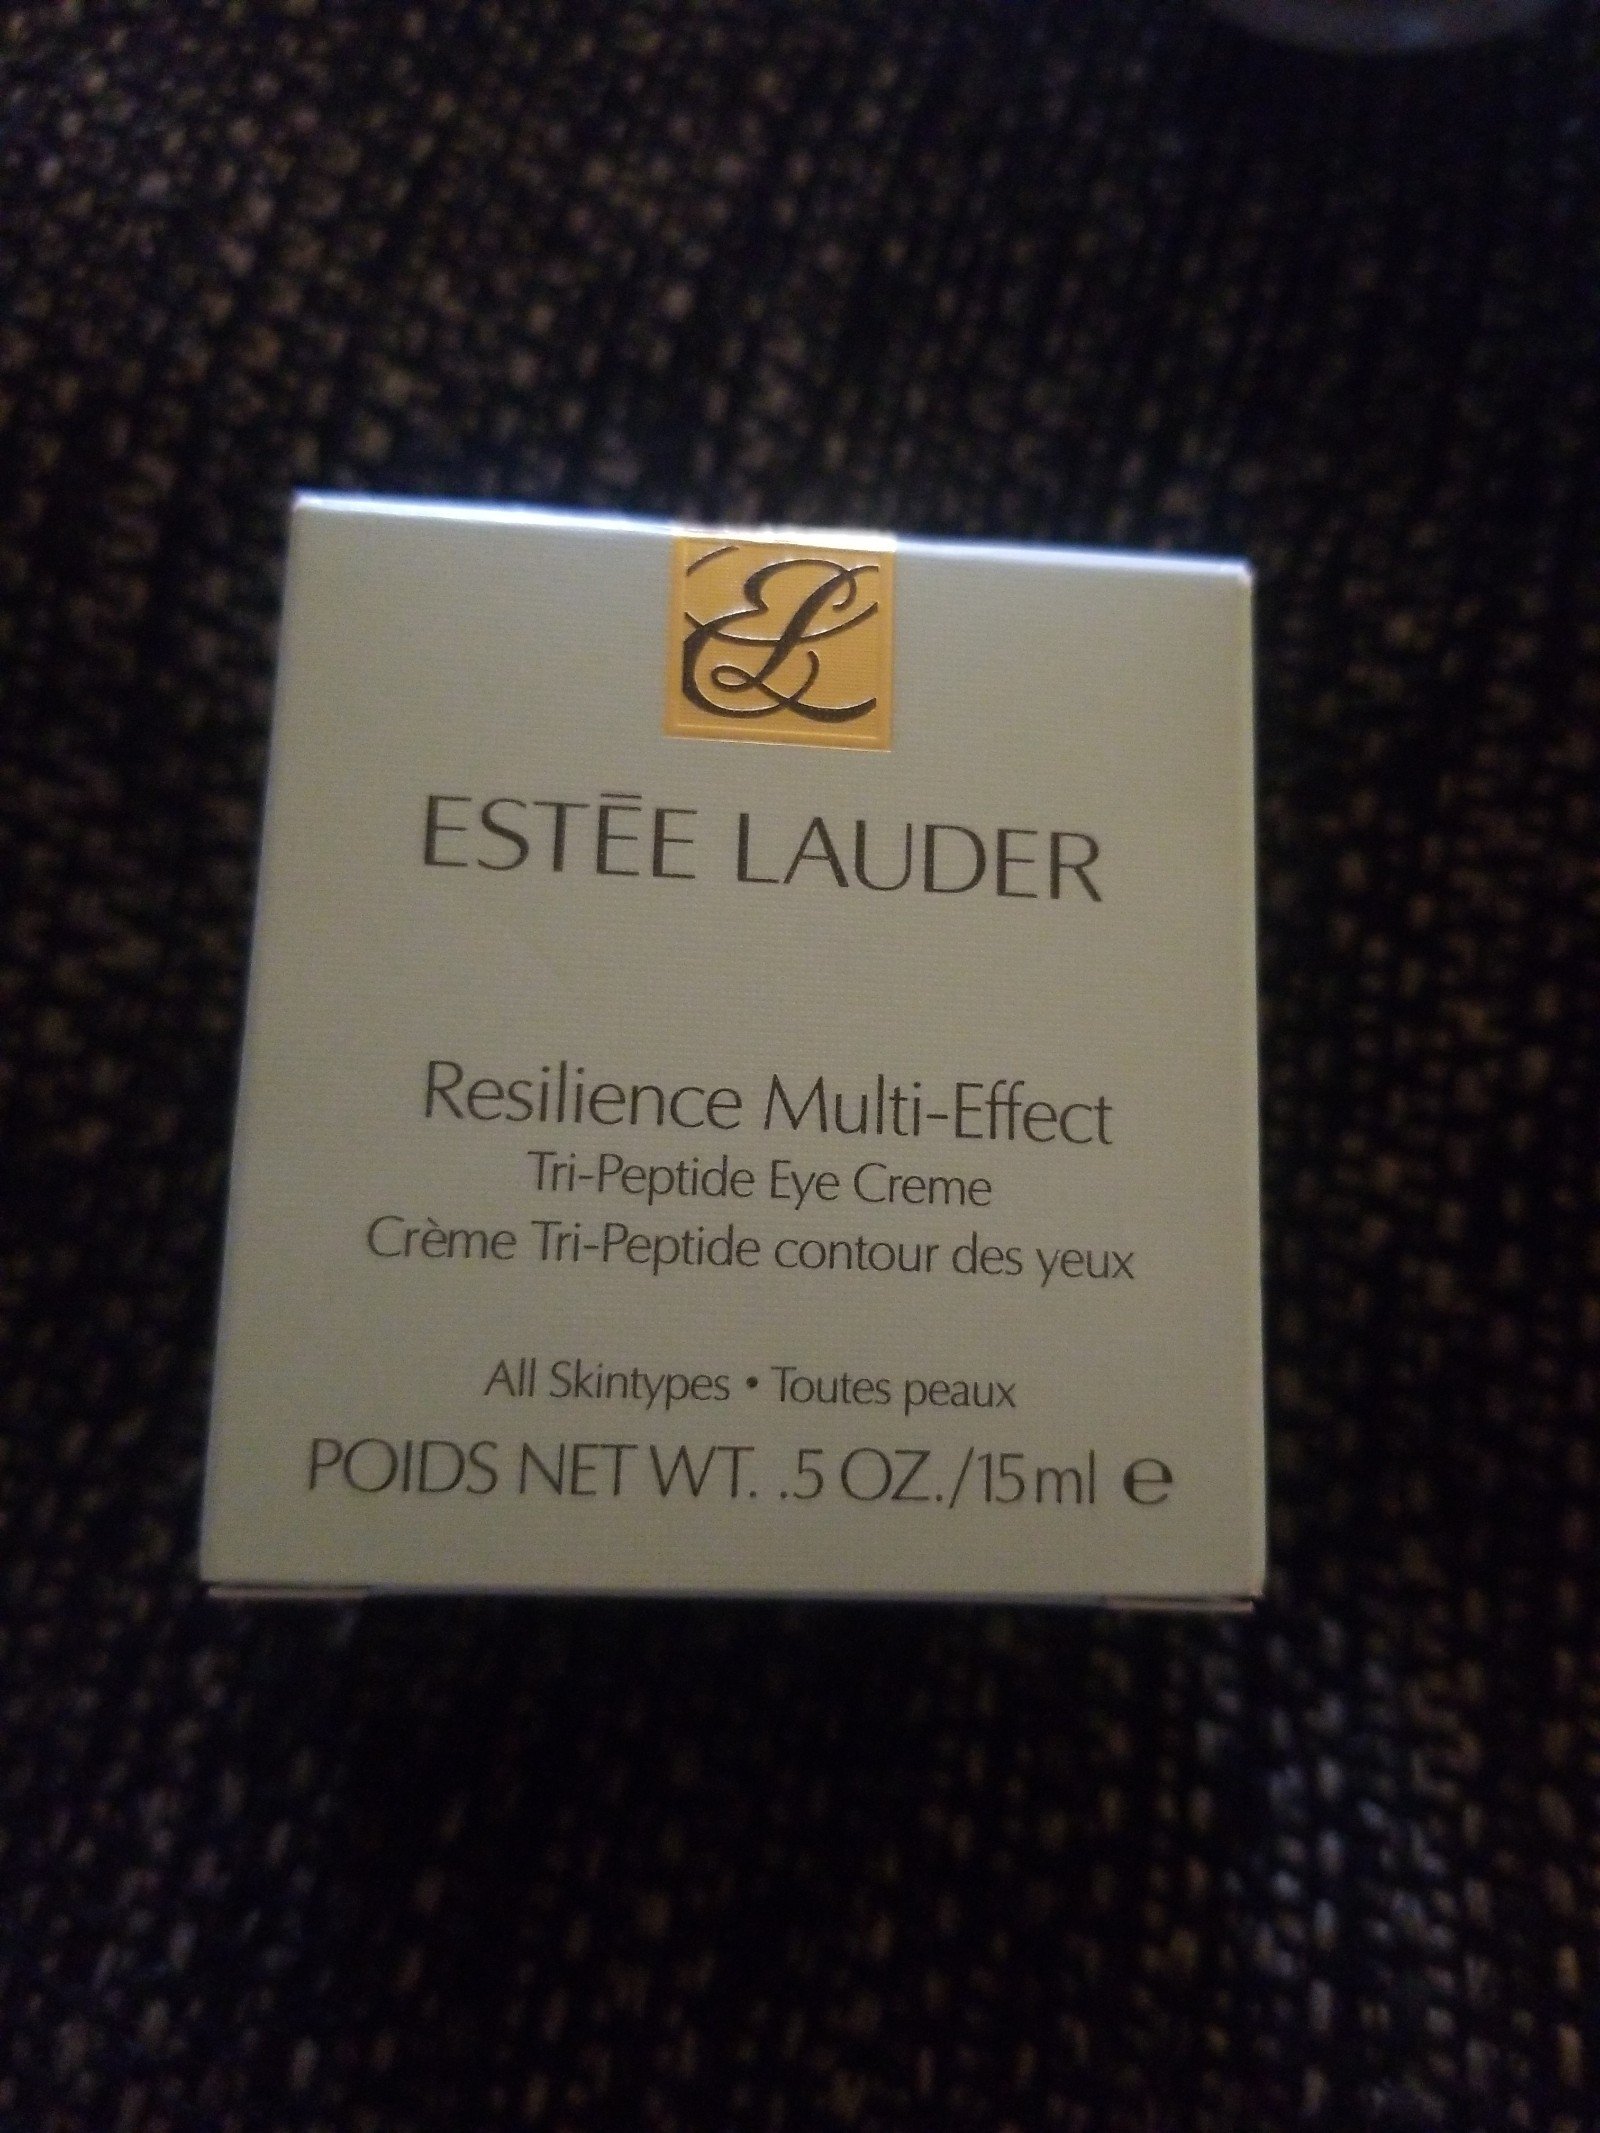 EL
ESTĒE LAUDER
Resilience Multi-Effect
Tri-Peptide Eye Creme
Crème Tri-Peptide contour des yeux
All Skintypes • Toutes peaux
POIDS NET WT. .5 OZ./15ml ℮